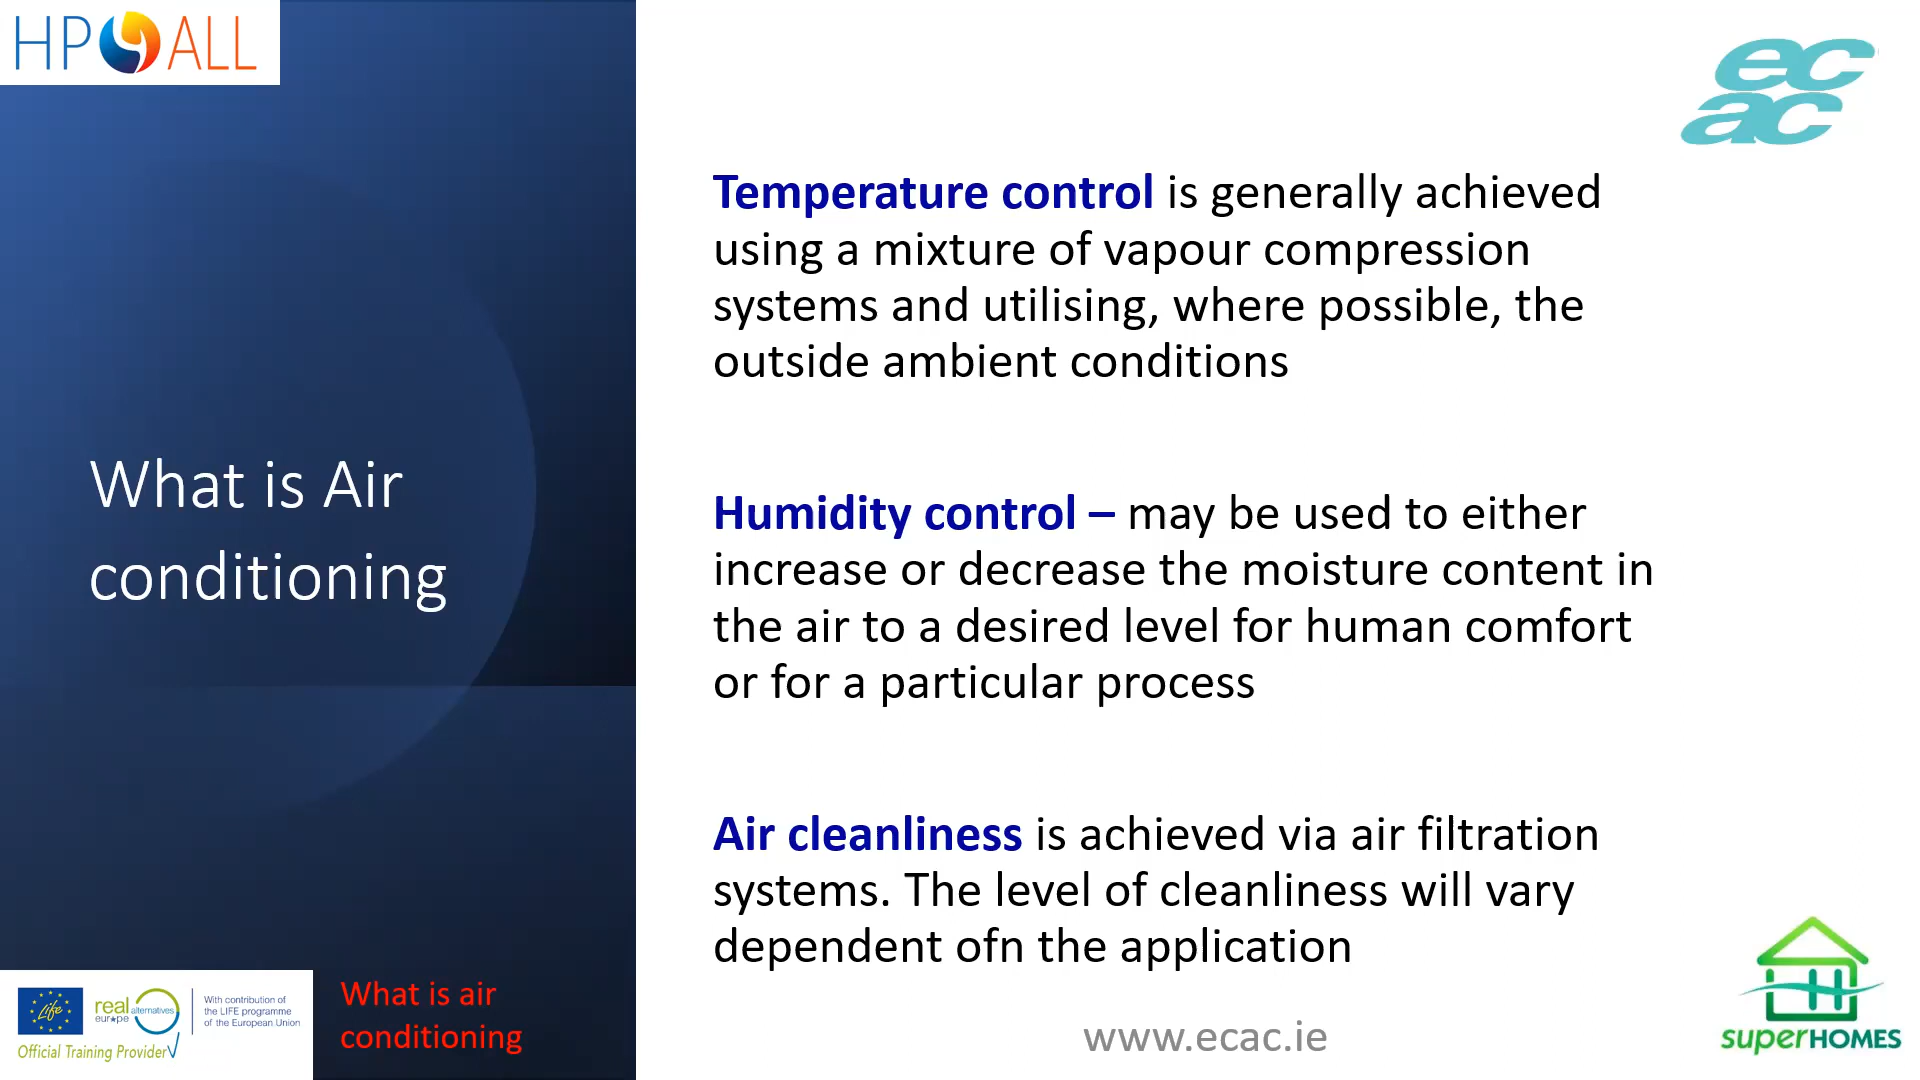 HP4ALL
ec
ac
What is Air
conditioning
Temperature control is generally achieved
using a mixture of vapour compression
systems and utilising, where possible, the
outside ambient conditions
Humidity control – may be used to either
increase or decrease the moisture content in
the air to a desired level for human comfort
or for a particular process
Air cleanliness is achieved via air filtration
systems. The level of cleanliness will vary
dependent ofn the application
Life
real alternatives
europe
Official Training Provider
With contribution of
the LIFE programme
of the European Union
What is air
conditioning
www.ecac.ie
superHOMES